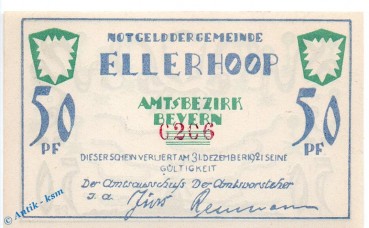 NOTGELD DER GEMEINDE
ELLERHOOP
50 PF
AMTSBEZIRK
BEVERN
50 PF
DIESER SCHEIN VERLIERT AM 31. DEZEMBER 1921 SEINE
GÜLTIGKEIT
Der Amtsausschuss Der Amtsvorsteher
I.A.
© Antik-ksm